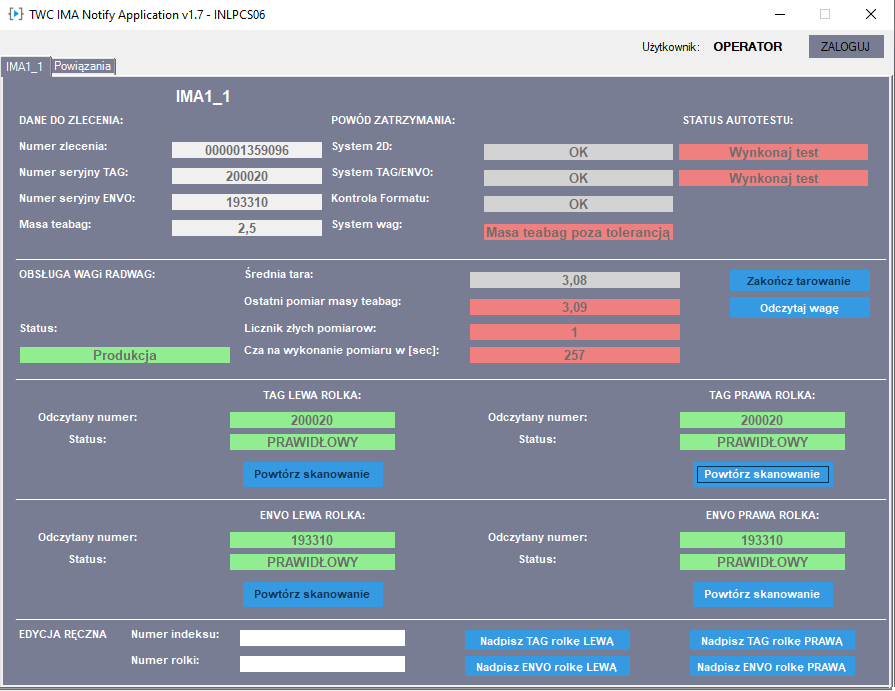 TWC IMA Notify Application v1.7 - INLPCS06
Użytkownik: OPERATOR ZALOGUJ
IMA1_1 Powiązania
IMA1_1
DANE DO ZLECENIA: POWÓD ZATRZYMANIA: STATUS AUTOTESTU:
Numer zlecenia: 000001359096 System 2D: OK Wynkonaj test
Numer seryjny TAG: 200020 System TAG/ENVO: OK Wynkonaj test
Numer seryjny ENVO: 193310 Kontrola Formatu: OK
Masa teabag: 2,5 System wag: Masa teabag poza tolerancją
OBSŁUGA WAGi RADWAG: Średnia tara: 3,08 Zakończ tarowanie
Ostatni pomiar masy teabag: 3,09 Odczytaj wagę
Status: Licznik złych pomiarow: 1
Produkcja Cza na wykonanie pomiaru w [sec]: 257
TAG LEWA ROLKA: TAG PRAWA ROLKA:
Odczytany numer: 200020 Odczytany numer: 200020
Status: PRAWIDŁOWY Status: PRAWIDŁOWY
Powtórz skanowanie Powtórz skanowanie
ENVO LEWA ROLKA: ENVO PRAWA ROLKA:
Odczytany numer: 193310 Odczytany numer: 193310
Status: PRAWIDŁOWY Status: PRAWIDŁOWY
Powtórz skanowanie Powtórz skanowanie
EDYCJA RĘCZNA Numer indeksu: Nadpisz TAG rolkę LEWĄ Nadpisz TAG rolkę PRAWĄ
Numer rolki: Nadpisz ENVO rolkę LEWĄ Nadpisz ENVO rolkę PRAWĄ